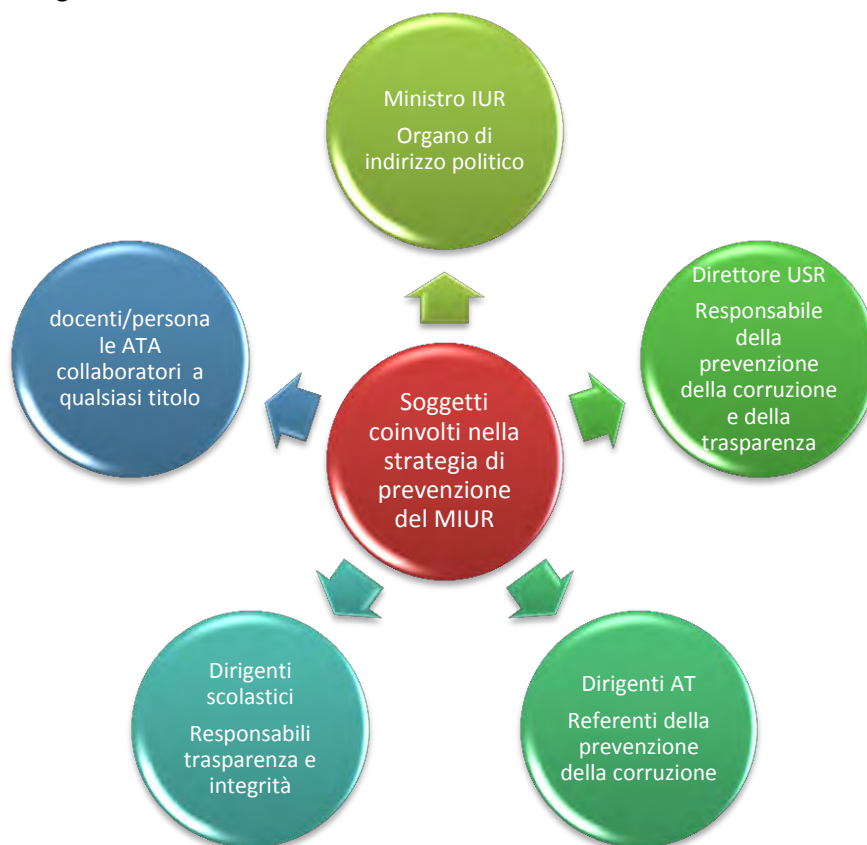 Ministro IUR
Organo di
indirizzo politico
Direttore USR
Responsabile
della
prevenzione
della corruzione
e della
trasparenza
docenti/persona
le ATA
collaboratori a
qualsiasi titolo
Soggetti
coinvolti nella
strategia di
prevenzione
del MIUR
Dirigenti
scolastici
Responsabili
trasparenza e
integrità
Dirigenti AT
Referenti della
prevenzione
della corruzione